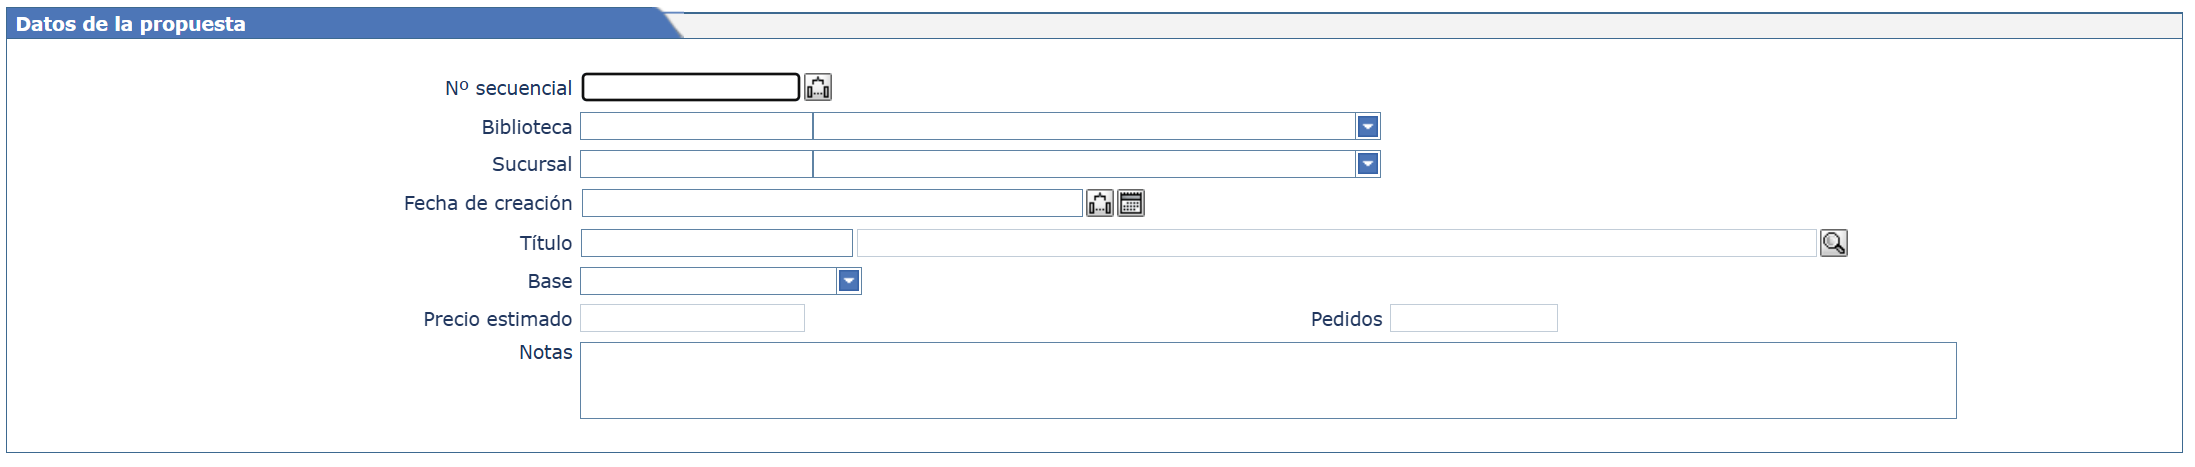 Datos de la propuesta
Nº secuencial
Biblioteca
Sucursal
Fecha de creación
Título
Base
Precio estimado Pedidos
Notas